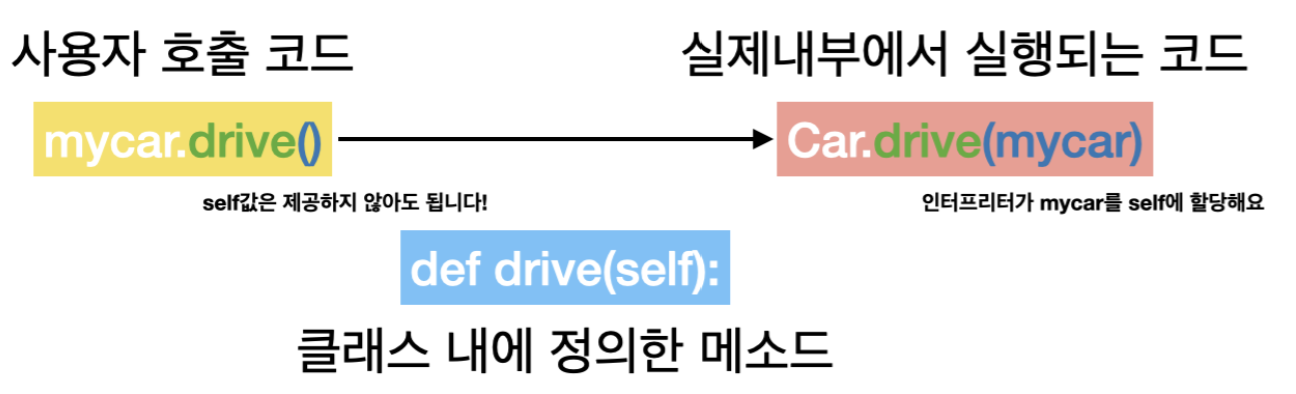 사용자 호출 코드
실제내부에서 실행되는 코드
mycar.drive()
Car.drive(mycar)
self값은 제공하지 않아도 됩니다!
인터프리터가 mycar를 self에 할당해요
def drive(self):
클래스 내에 정의한 메소드